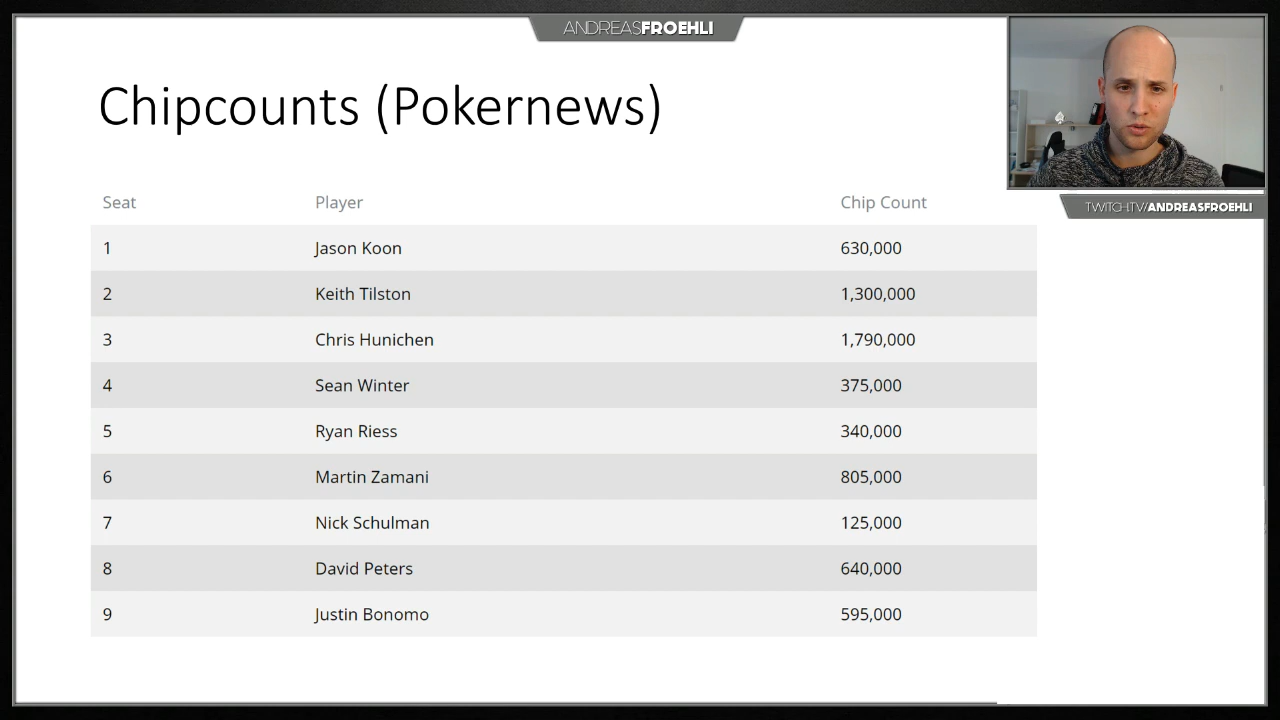 ANDREASFROEHLI
Chipcounts (Pokernews)
Seat Player Chip Count
1 Jason Koon 630,000
2 Keith Tilston 1,300,000
3 Chris Hunichen 1,790,000
4 Sean Winter 375,000
5 Ryan Riess 340,000
6 Martin Zamani 805,000
7 Nick Schulman 125,000
8 David Peters 640,000
9 Justin Bonomo 595,000
TWITCH.TV/ANDREASFROEHLI